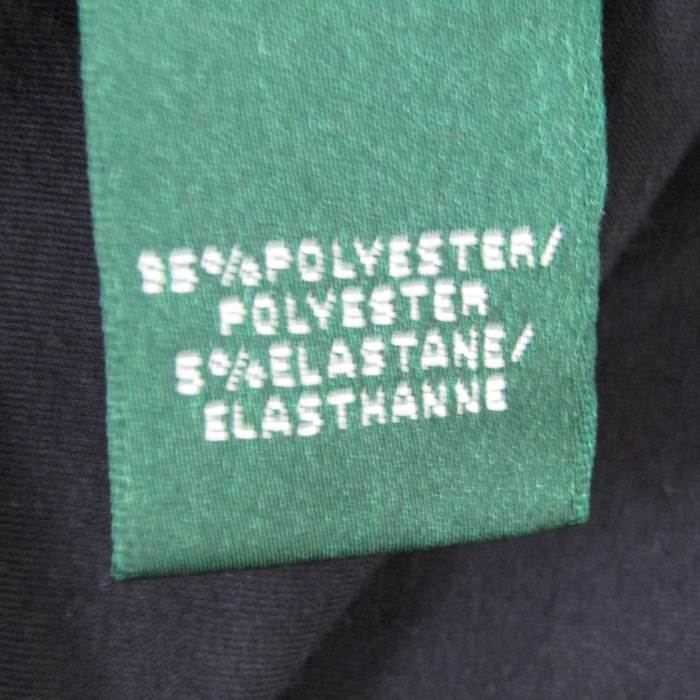 95%POLYESTER/
POLYESTER
5%ELASTANE/
ELASTHANNE